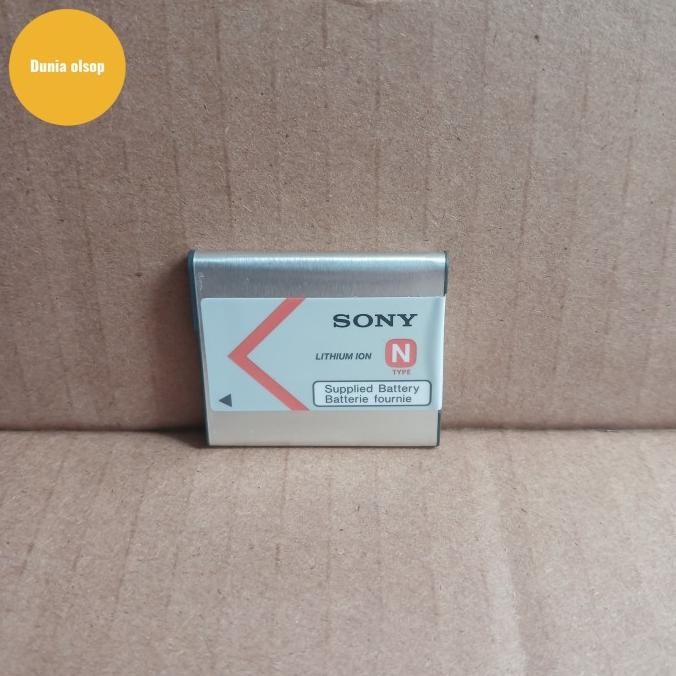 Dunia olsop
SONY
LITHIUM ION
N
TYPE
Supplied Battery
Batterie fournie